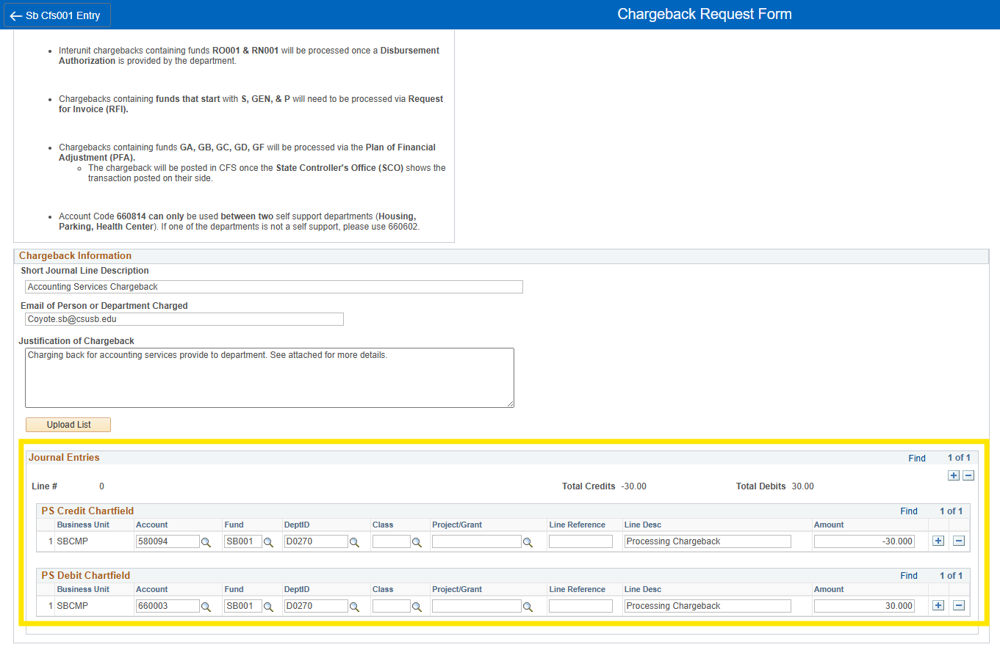 Sb Cfs001 Entry
Chargeback Request Form
Interunit chargebacks containing funds RO001 & RN001 will be processed once a Disbursement
Authorization is provided by the department.
Chargebacks containing funds that start with S, GEN, & P will need to be processed via Request
for Invoice (RFI).
Chargebacks containing funds GA, GB, GC, GD, GF will be processed via the Plan of Financial
Adjustment (PFA).
The chargeback will be posted in CFS once the State Controller's Office (SCO) shows the
transaction posted on their side.
Account Code 660814 can only be used between two self support departments (Housing,
Parking, Health Center). If one of the departments is not a self support, please use 660602.
Chargeback Information
Short Journal Line Description
Accounting Services Chargeback
Email of Person or Department Charged
Coyote.sb@csusb.edu
Justification of Chargeback
Charging back for accounting services provide to department. See attached for more details.
Upload List
Journal Entries Find 1 of 1
Line # 0 Total Credits -30.00 Total Debits 30.00
PS Credit Chartfield Find 1 of 1
Business Unit Account Fund DeptID Class Project/Grant Line Reference Line Desc Amount
1 SBCMP 580094 SB001 D0270 Processing Chargeback -30.000
PS Debit Chartfield Find 1 of 1
Business Unit Account Fund DeptID Class Project/Grant Line Reference Line Desc Amount
1 SBCMP 660003 SB001 D0270 Processing Chargeback 30.000